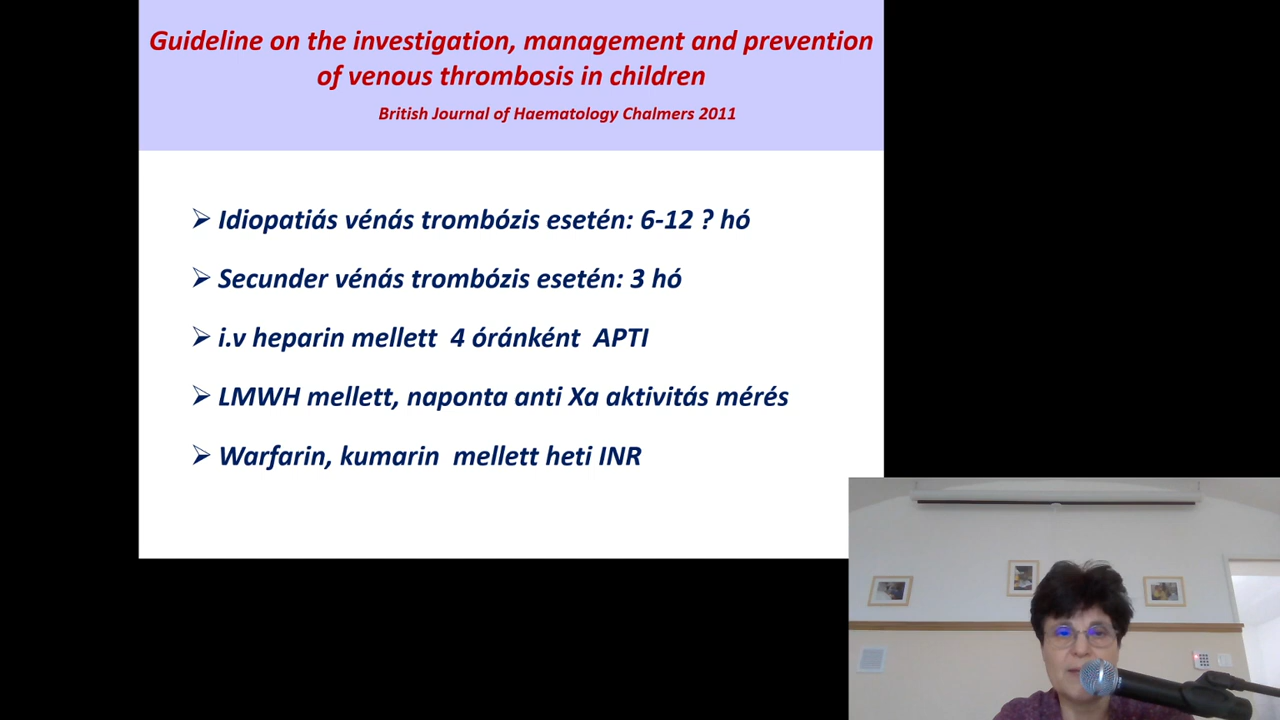 Guideline on the investigation, management and prevention
of venous thrombosis in children
British Journal of Haematology Chalmers 2011
Idiopatiás vénás trombózis esetén: 6-12 ? hó
Secunder vénás trombózis esetén: 3 hó
i.v heparin mellett 4 óránként APTI
LMWH mellett, naponta anti Xa aktivitás mérés
Warfarin, kumarin mellett heti INR